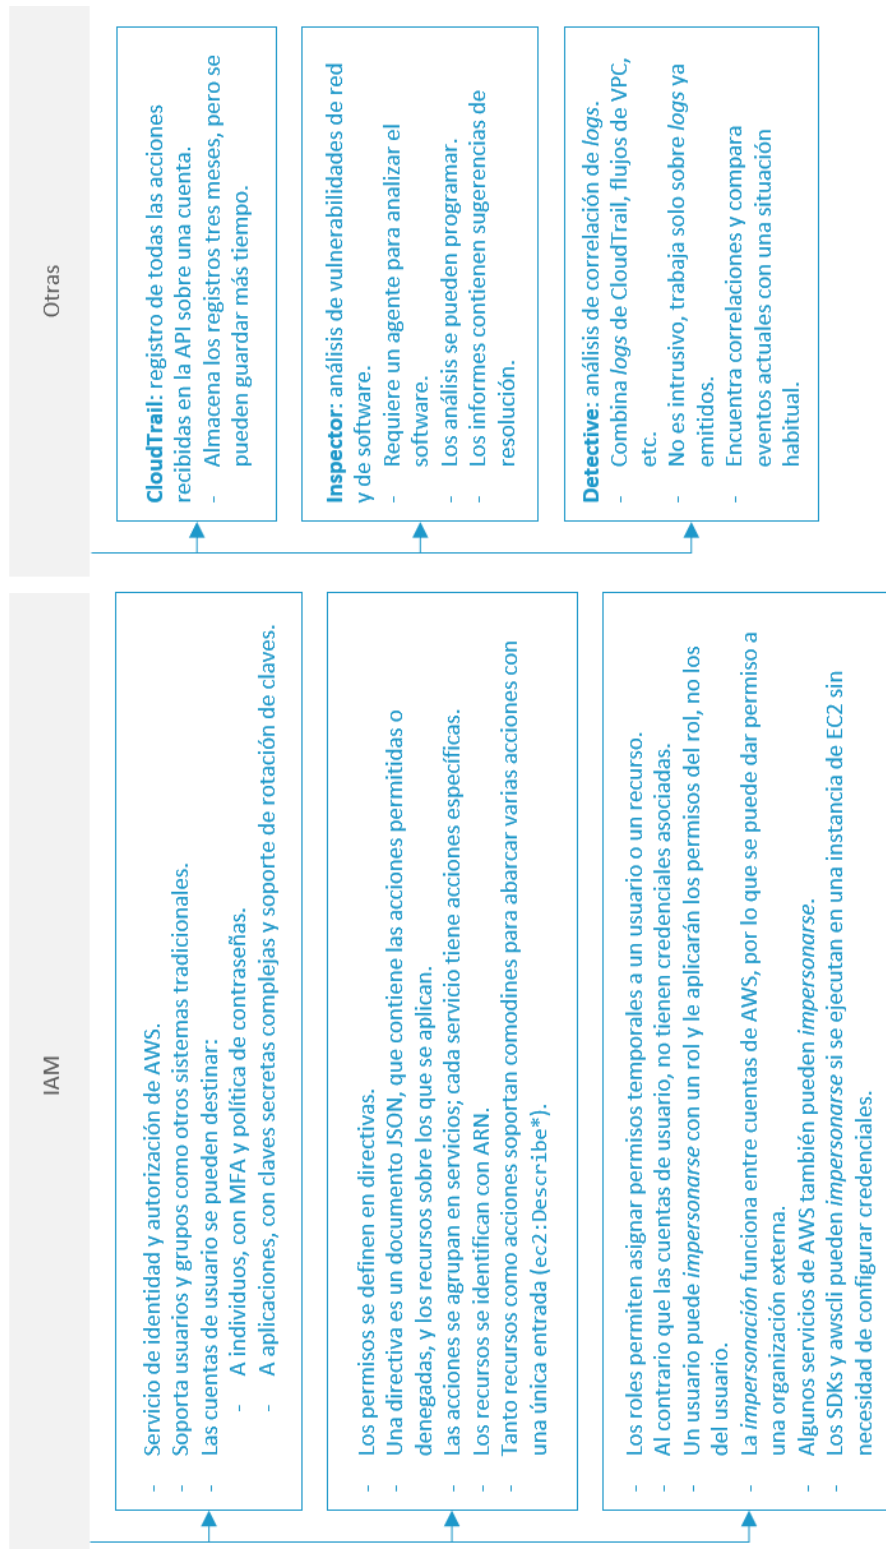 IAM
- Servicio de identidad y autorización de AWS.
- Soporta usuarios y grupos como otros sistemas tradicionales.
- Las cuentas de usuario se pueden destinar:
- A individuos, con MFA y política de contraseñas.
- A aplicaciones, con claves secretas complejas y soporte de rotación de claves.
- Los permisos se definen en directivas.
- Una directiva es un documento JSON, que contiene las acciones permitidas o
denegadas, y los recursos sobre los que se aplican.
- Las acciones se agrupan en servicios; cada servicio tiene acciones específicas.
- Los recursos se identifican con ARN.
- Tanto recursos como acciones soportan comodines para abarcar varias acciones con
una única entrada (ec2:Describe*).
- Los roles permiten asignar permisos temporales a un usuario o un recurso.
- Al contrario que las cuentas de usuario, no tienen credenciales asociadas.
- Un usuario puede impersonarse con un rol y le aplicarán los permisos del rol, no los
del usuario.
- La impersonación funciona entre cuentas de AWS, por lo que se puede dar permiso a
una organización externa.
- Algunos servicios de AWS también pueden impersonarse.
- Los SDKs y awscli pueden impersonarse si se ejecutan en una instancia de EC2 sin
necesidad de configurar credenciales.
Otras
CloudTrail: registro de todas las acciones
recibidas en la API sobre una cuenta.
- Almacena los registros tres meses, pero se
pueden guardar más tiempo.
Inspector: análisis de vulnerabilidades de red
y de software.
- Requiere un agente para analizar el
software.
- Los análisis se pueden programar.
- Los informes contienen sugerencias de
resolución.
Detective: análisis de correlación de logs.
- Combina logs de CloudTrail, flujos de VPC,
etc.
- No es intrusivo, trabaja solo sobre logs ya
emitidos.
- Encuentra correlaciones y compara
eventos actuales con una situación
habitual.